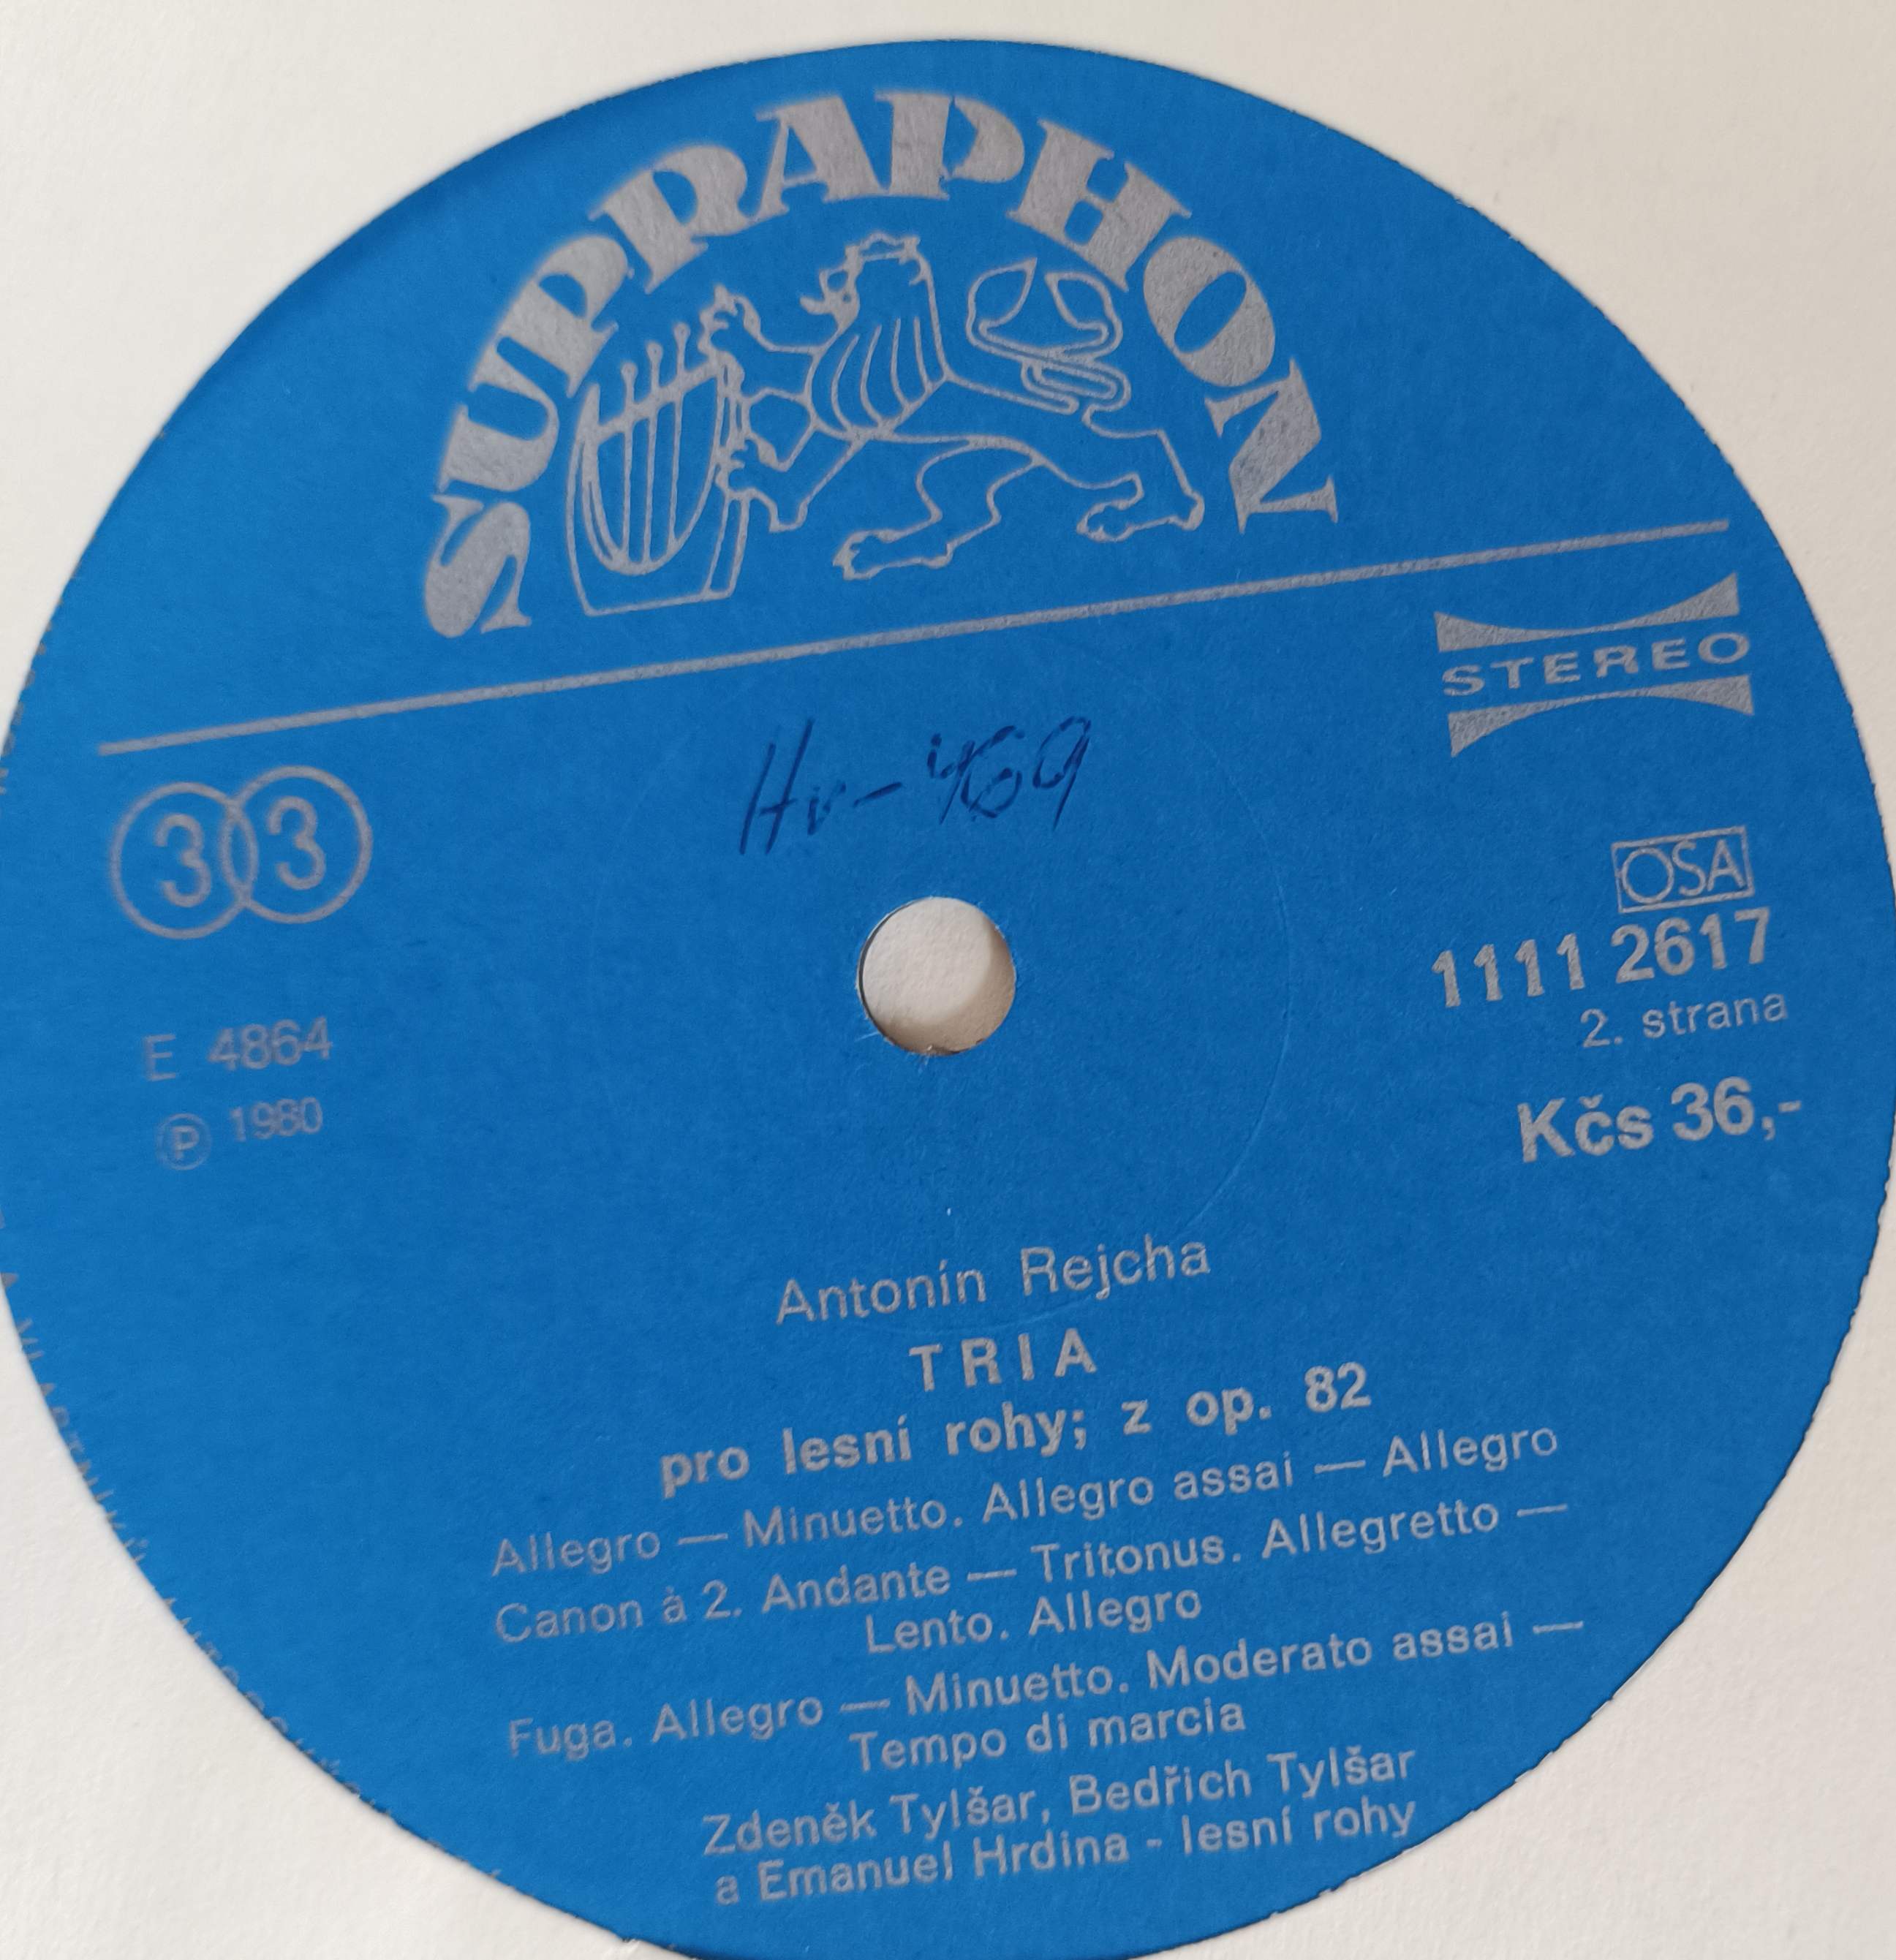 SUPRAPHON
STEREO
Hv-469
33
OSA
1111 2617
2. strana
E 4864
Ⓟ 1980
Kčs 36,-
Antonín Rejcha
TRIA
pro lesní rohy; z op. 82
Allegro — Minuetto. Allegro assai — Allegro
Canon à 2. Andante — Tritonus. Allegretto —
Lento. Allegro
Fuga. Allegro — Minuetto. Moderato assai —
Tempo di marcia
Zdeněk Tylšar, Bedřich Tylšar
a Emanuel Hrdina - lesní rohy